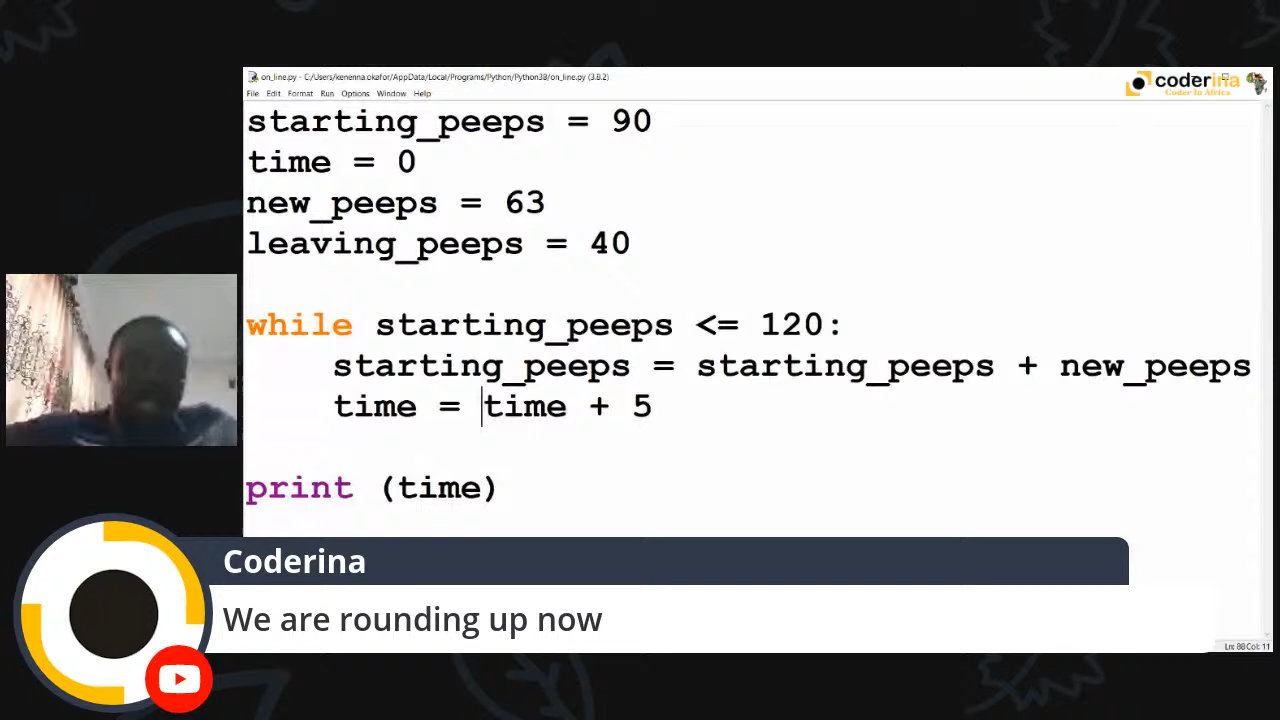 on_line.py - C:/Users/kenenna.okafor/AppData/Local/Programs/Python/Python38/on_line.py (3.8.2)
File Edit Format Run Options Window Help
coderina
Coder In Africa
starting_peeps = 90
time = 0
new_peeps = 63
leaving_peeps = 40
while starting_peeps <= 120:
starting_peeps = starting_peeps + new_peeps
time = time + 5
print (time)
Coderina
We are rounding up now
Ln: 88 Col: 11